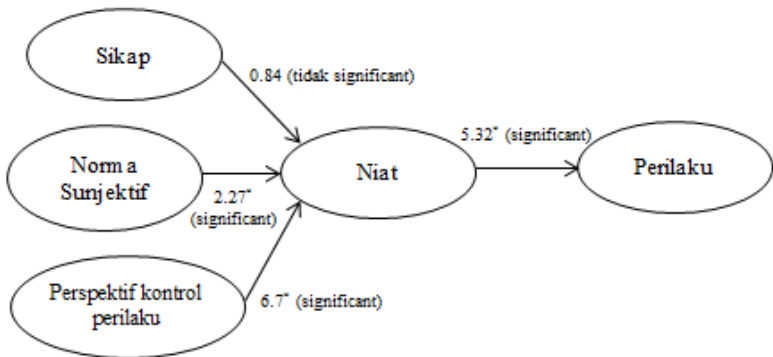 Sikap
0.84 (tidak significant)
Norma
Sunjektif
2.27*
(significant)
Niat
5.32* (significant)
Perilaku
Perspektif kontrol
perilaku
6.7* (significant)